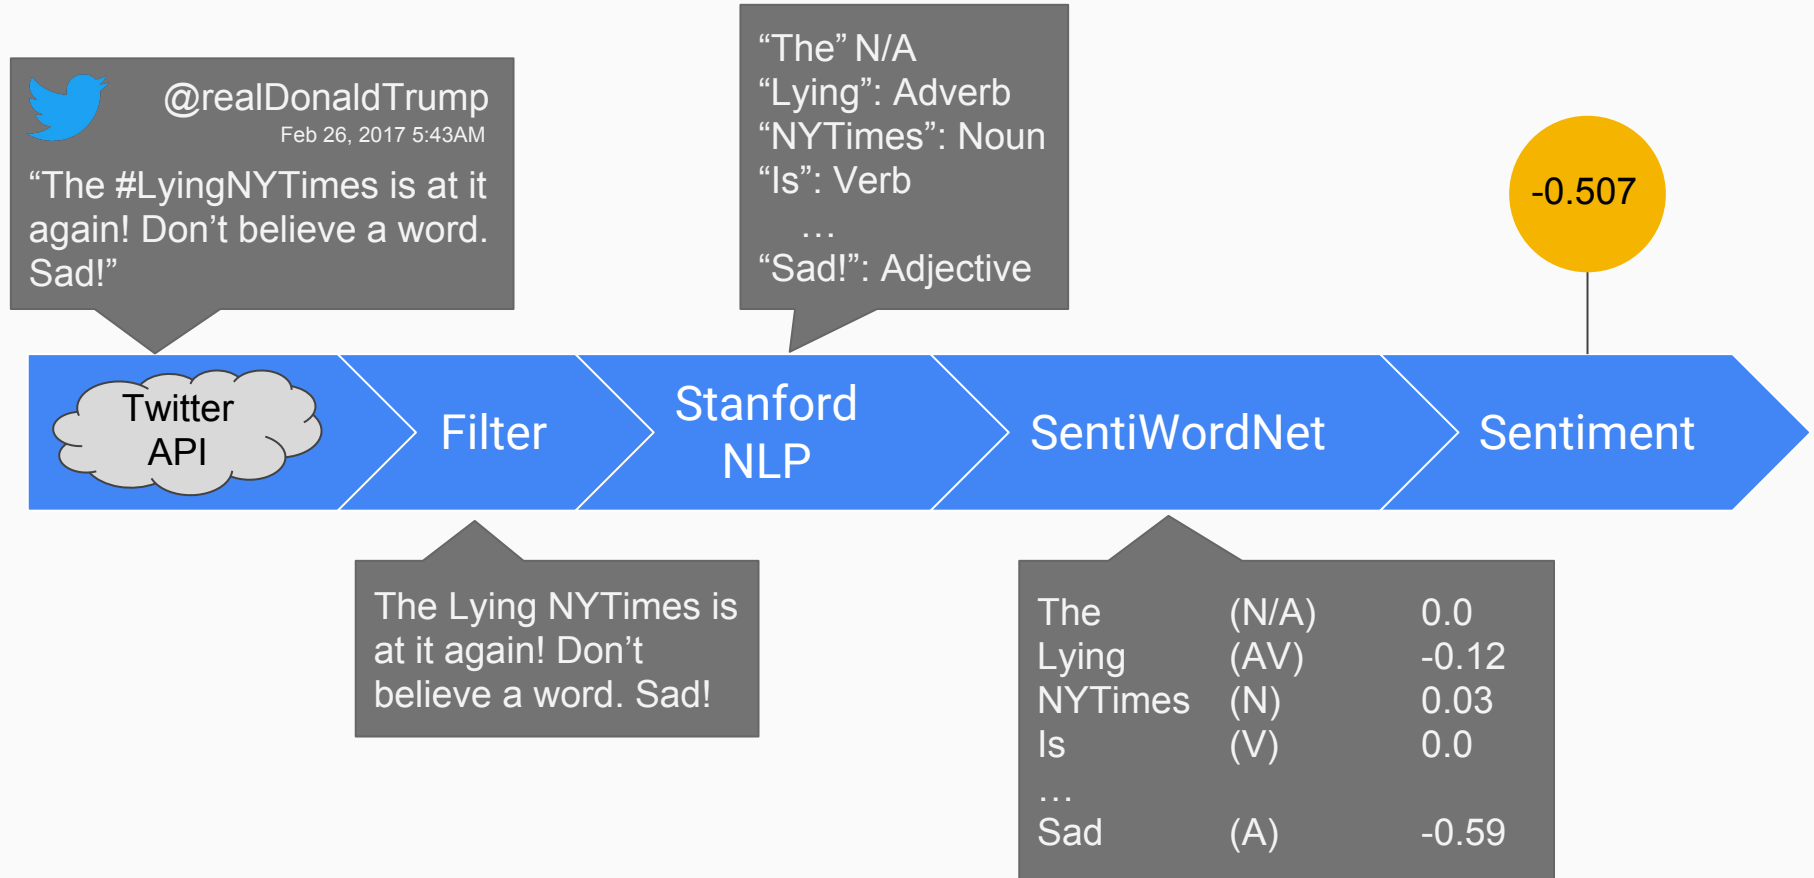 @realDonaldTrump
Feb 26, 2017 5:43AM
“The #LyingNYTimes is at it
again! Don’t believe a word.
Sad!”
“The” N/A
“Lying”: Adverb
“NYTimes”: Noun
“Is”: Verb
…
“Sad!”: Adjective
-0.507
Twitter
API
Filter
Stanford
NLP
SentiWordNet
Sentiment
The Lying NYTimes is
at it again! Don’t
believe a word. Sad!
The (N/A) 0.0
Lying (AV) -0.12
NYTimes (N) 0.03
Is (V) 0.0
…
Sad (A) -0.59